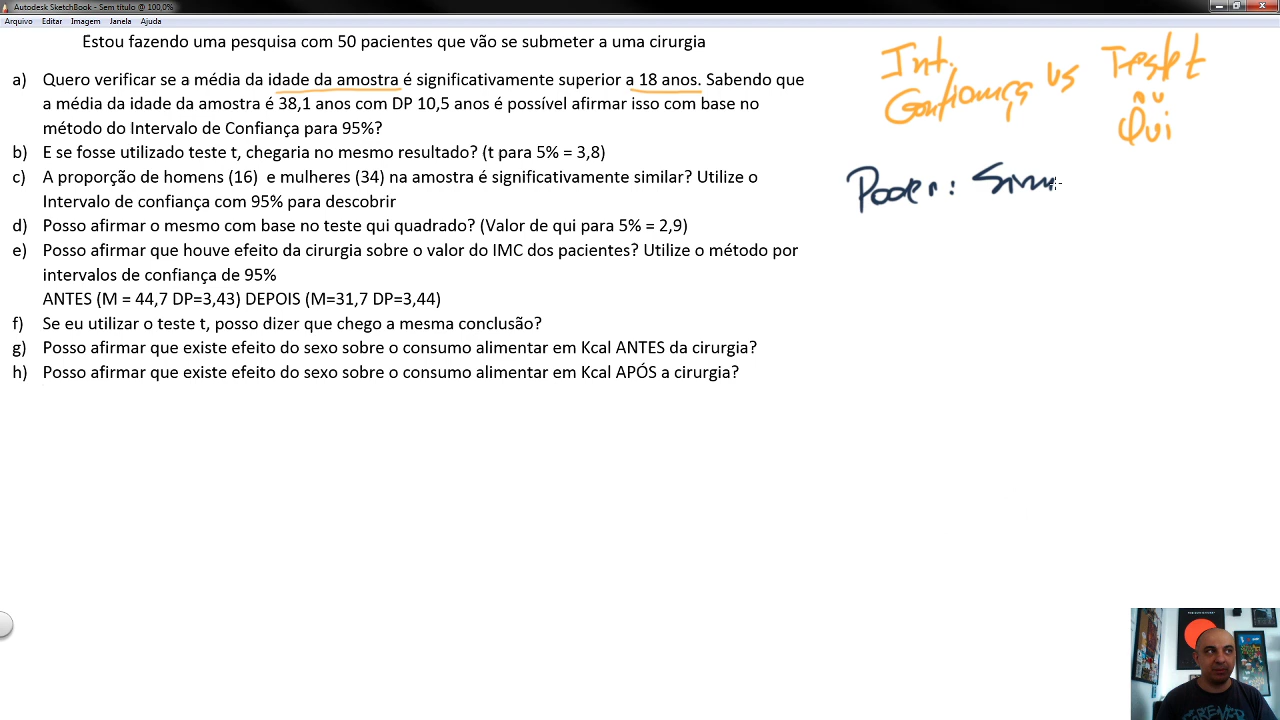 Autodesk SketchBook - Sem título @ 100,0%
Arquivo Editar Imagem Janela Ajuda
Estou fazendo uma pesquisa com 50 pacientes que vão se submeter a uma cirurgia
a) Quero verificar se a média da idade da amostra é significativamente superior a 18 anos. Sabendo que
a média da idade da amostra é 38,1 anos com DP 10,5 anos é possível afirmar isso com base no
método do Intervalo de Confiança para 95%?
b) E se fosse utilizado teste t, chegaria no mesmo resultado? (t para 5% = 3,8)
c) A proporção de homens (16) e mulheres (34) na amostra é significativamente similar? Utilize o
Intervalo de confiança com 95% para descobrir
d) Posso afirmar o mesmo com base no teste qui quadrado? (Valor de qui para 5% = 2,9)
e) Posso afirmar que houve efeito da cirurgia sobre o valor do IMC dos pacientes? Utilize o método por
intervalos de confiança de 95%
ANTES (M = 44,7 DP=3,43) DEPOIS (M=31,7 DP=3,44)
f) Se eu utilizar o teste t, posso dizer que chego a mesma conclusão?
g) Posso afirmar que existe efeito do sexo sobre o consumo alimentar em Kcal ANTES da cirurgia?
h) Posso afirmar que existe efeito do sexo sobre o consumo alimentar em Kcal APÓS a cirurgia?
Int.
Confiança vs Teste t
ou
Qui
Poder: